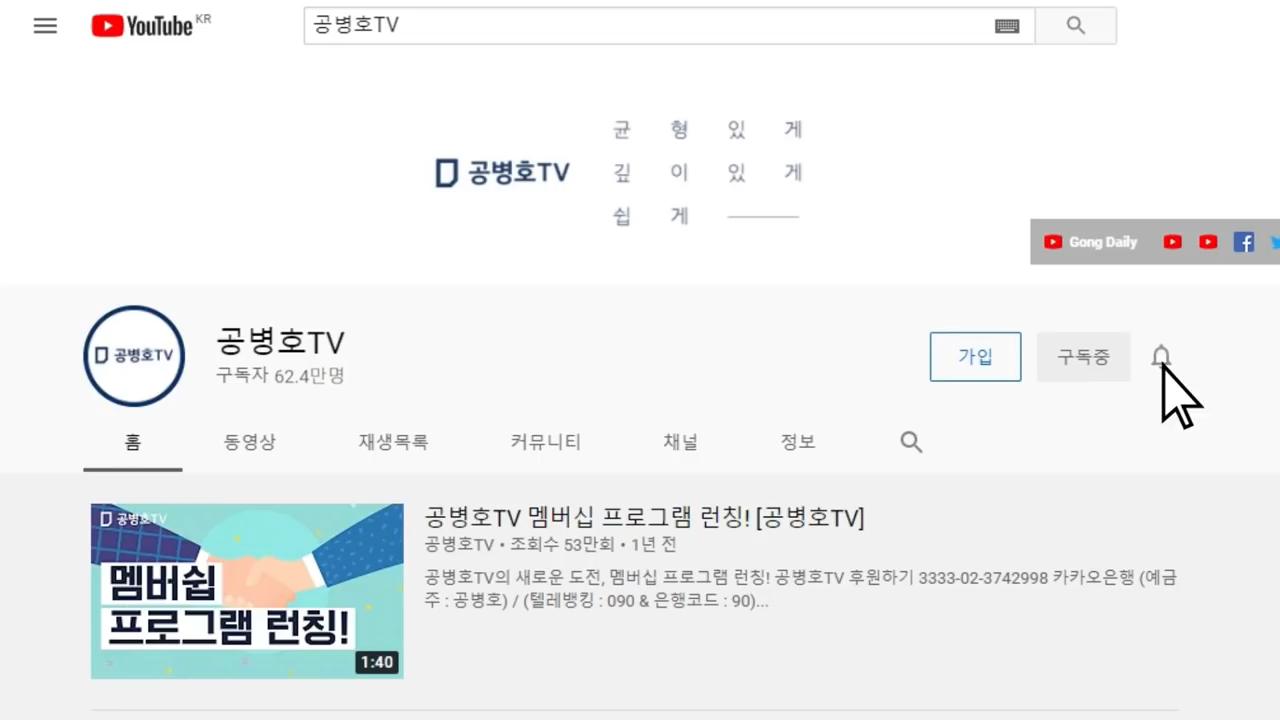 YouTube KR
공병호TV
공병호TV
균 형 있 게
깊 이 있 게
쉽 게
Gong Daily
공병호TV
공병호TV
구독자 62.4만명
가입
구독중
홈 동영상 재생목록 커뮤니티 채널 정보
공병호TV
멤버쉽
프로그램 런칭!
1:40
공병호TV 멤버십 프로그램 런칭! [공병호TV]
공병호TV • 조회수 53만회 • 1년 전
공병호TV의 새로운 도전, 멤버십 프로그램 런칭! 공병호TV 후원하기 3333-02-3742998 카카오은행 (예금
주 : 공병호) / (텔레뱅킹 : 090 & 은행코드 : 90)...